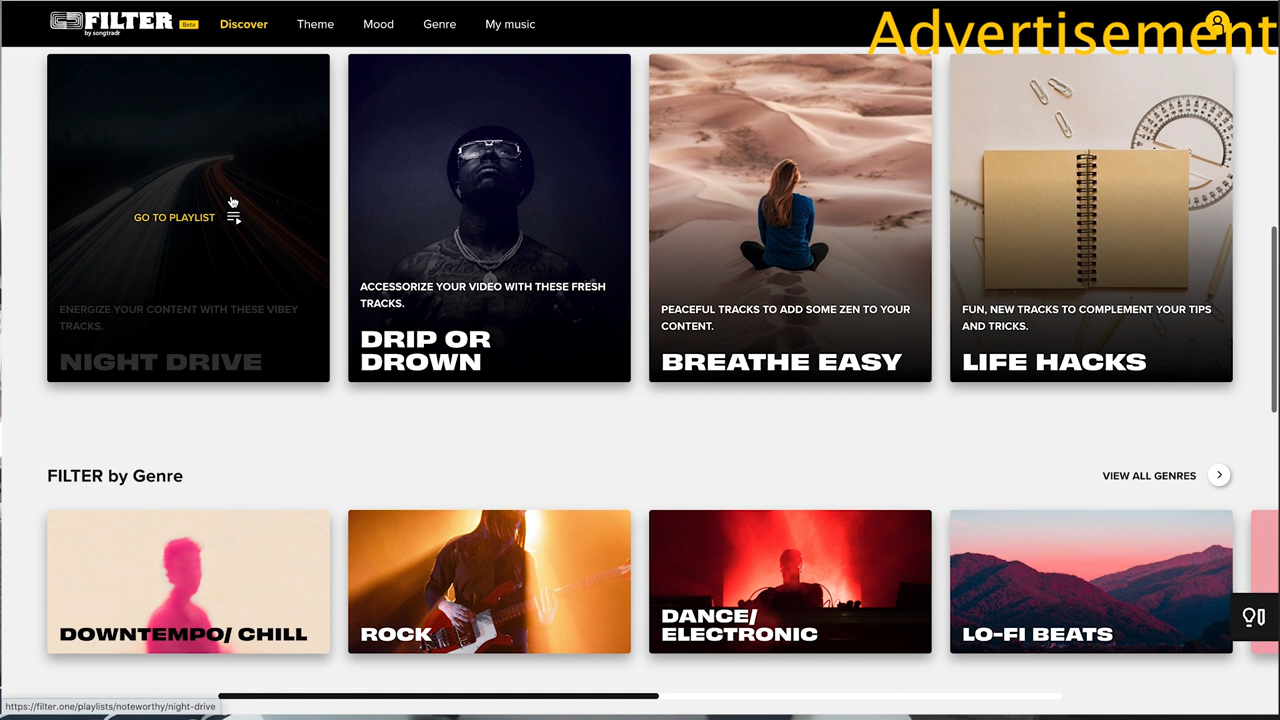 FILTER
by songtradr
Beta
Discover
Theme
Mood
Genre
My music
Advertisement
GO TO PLAYLIST
ENERGIZE YOUR CONTENT WITH THESE VIBEY
TRACKS.
NIGHT DRIVE
ACCESSORIZE YOUR VIDEO WITH THESE FRESH
TRACKS.
DRIP OR
DROWN
PEACEFUL TRACKS TO ADD SOME ZEN TO YOUR
CONTENT.
BREATHE EASY
FUN, NEW TRACKS TO COMPLEMENT YOUR TIPS
AND TRICKS.
LIFE HACKS
FILTER by Genre
VIEW ALL GENRES
DOWNTEMPO/ CHILL
ROCK
DANCE/
ELECTRONIC
LO-FI BEATS
https://filter.one/playlists/noteworthy/night-drive